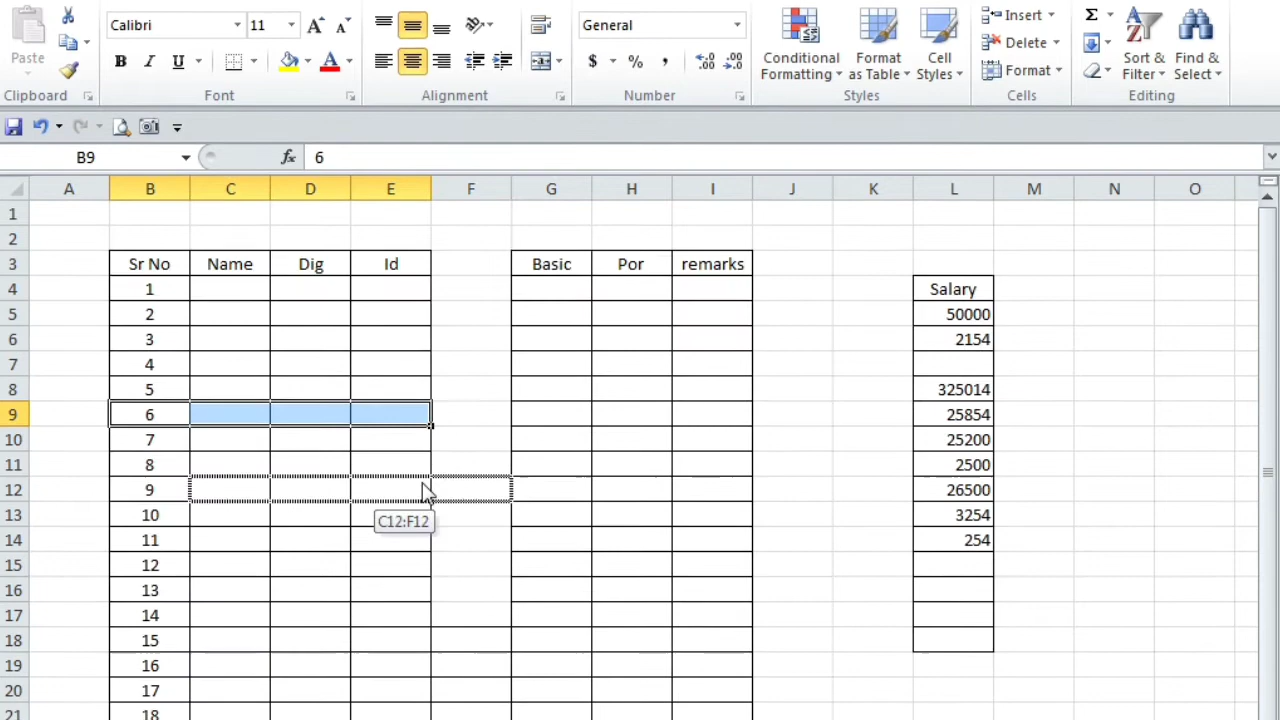 Calibri 11 General
Paste B I U $ % , .00 .00
Conditional Formatting Format as Table Cell Styles
Insert Delete Format
Σ Sort & Filter Find & Select
Clipboard Font Alignment Number Styles Cells Editing
B9 fx 6
A B C D E F G H I J K L M N O
1
2
3 Sr No Name Dig Id Basic Por remarks
4 1 Salary
5 2 50000
6 3 2154
7 4
8 5 325014
9 6 25854
10 7 25200
11 8 2500
12 9 26500
C12:F12
13 10 3254
14 11 254
15 12
16 13
17 14
18 15
19 16
20 17
21 18